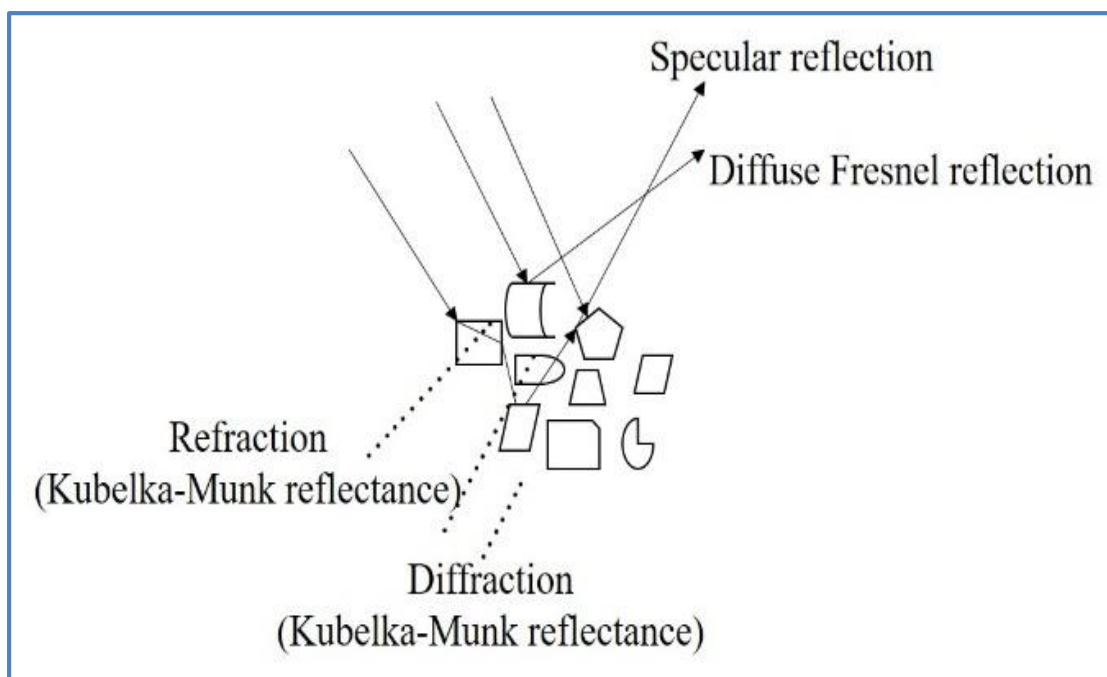 Specular reflection
Diffuse Fresnel reflection
Refraction
(Kubelka-Munk reflectance)
Diffraction
(Kubelka-Munk reflectance)